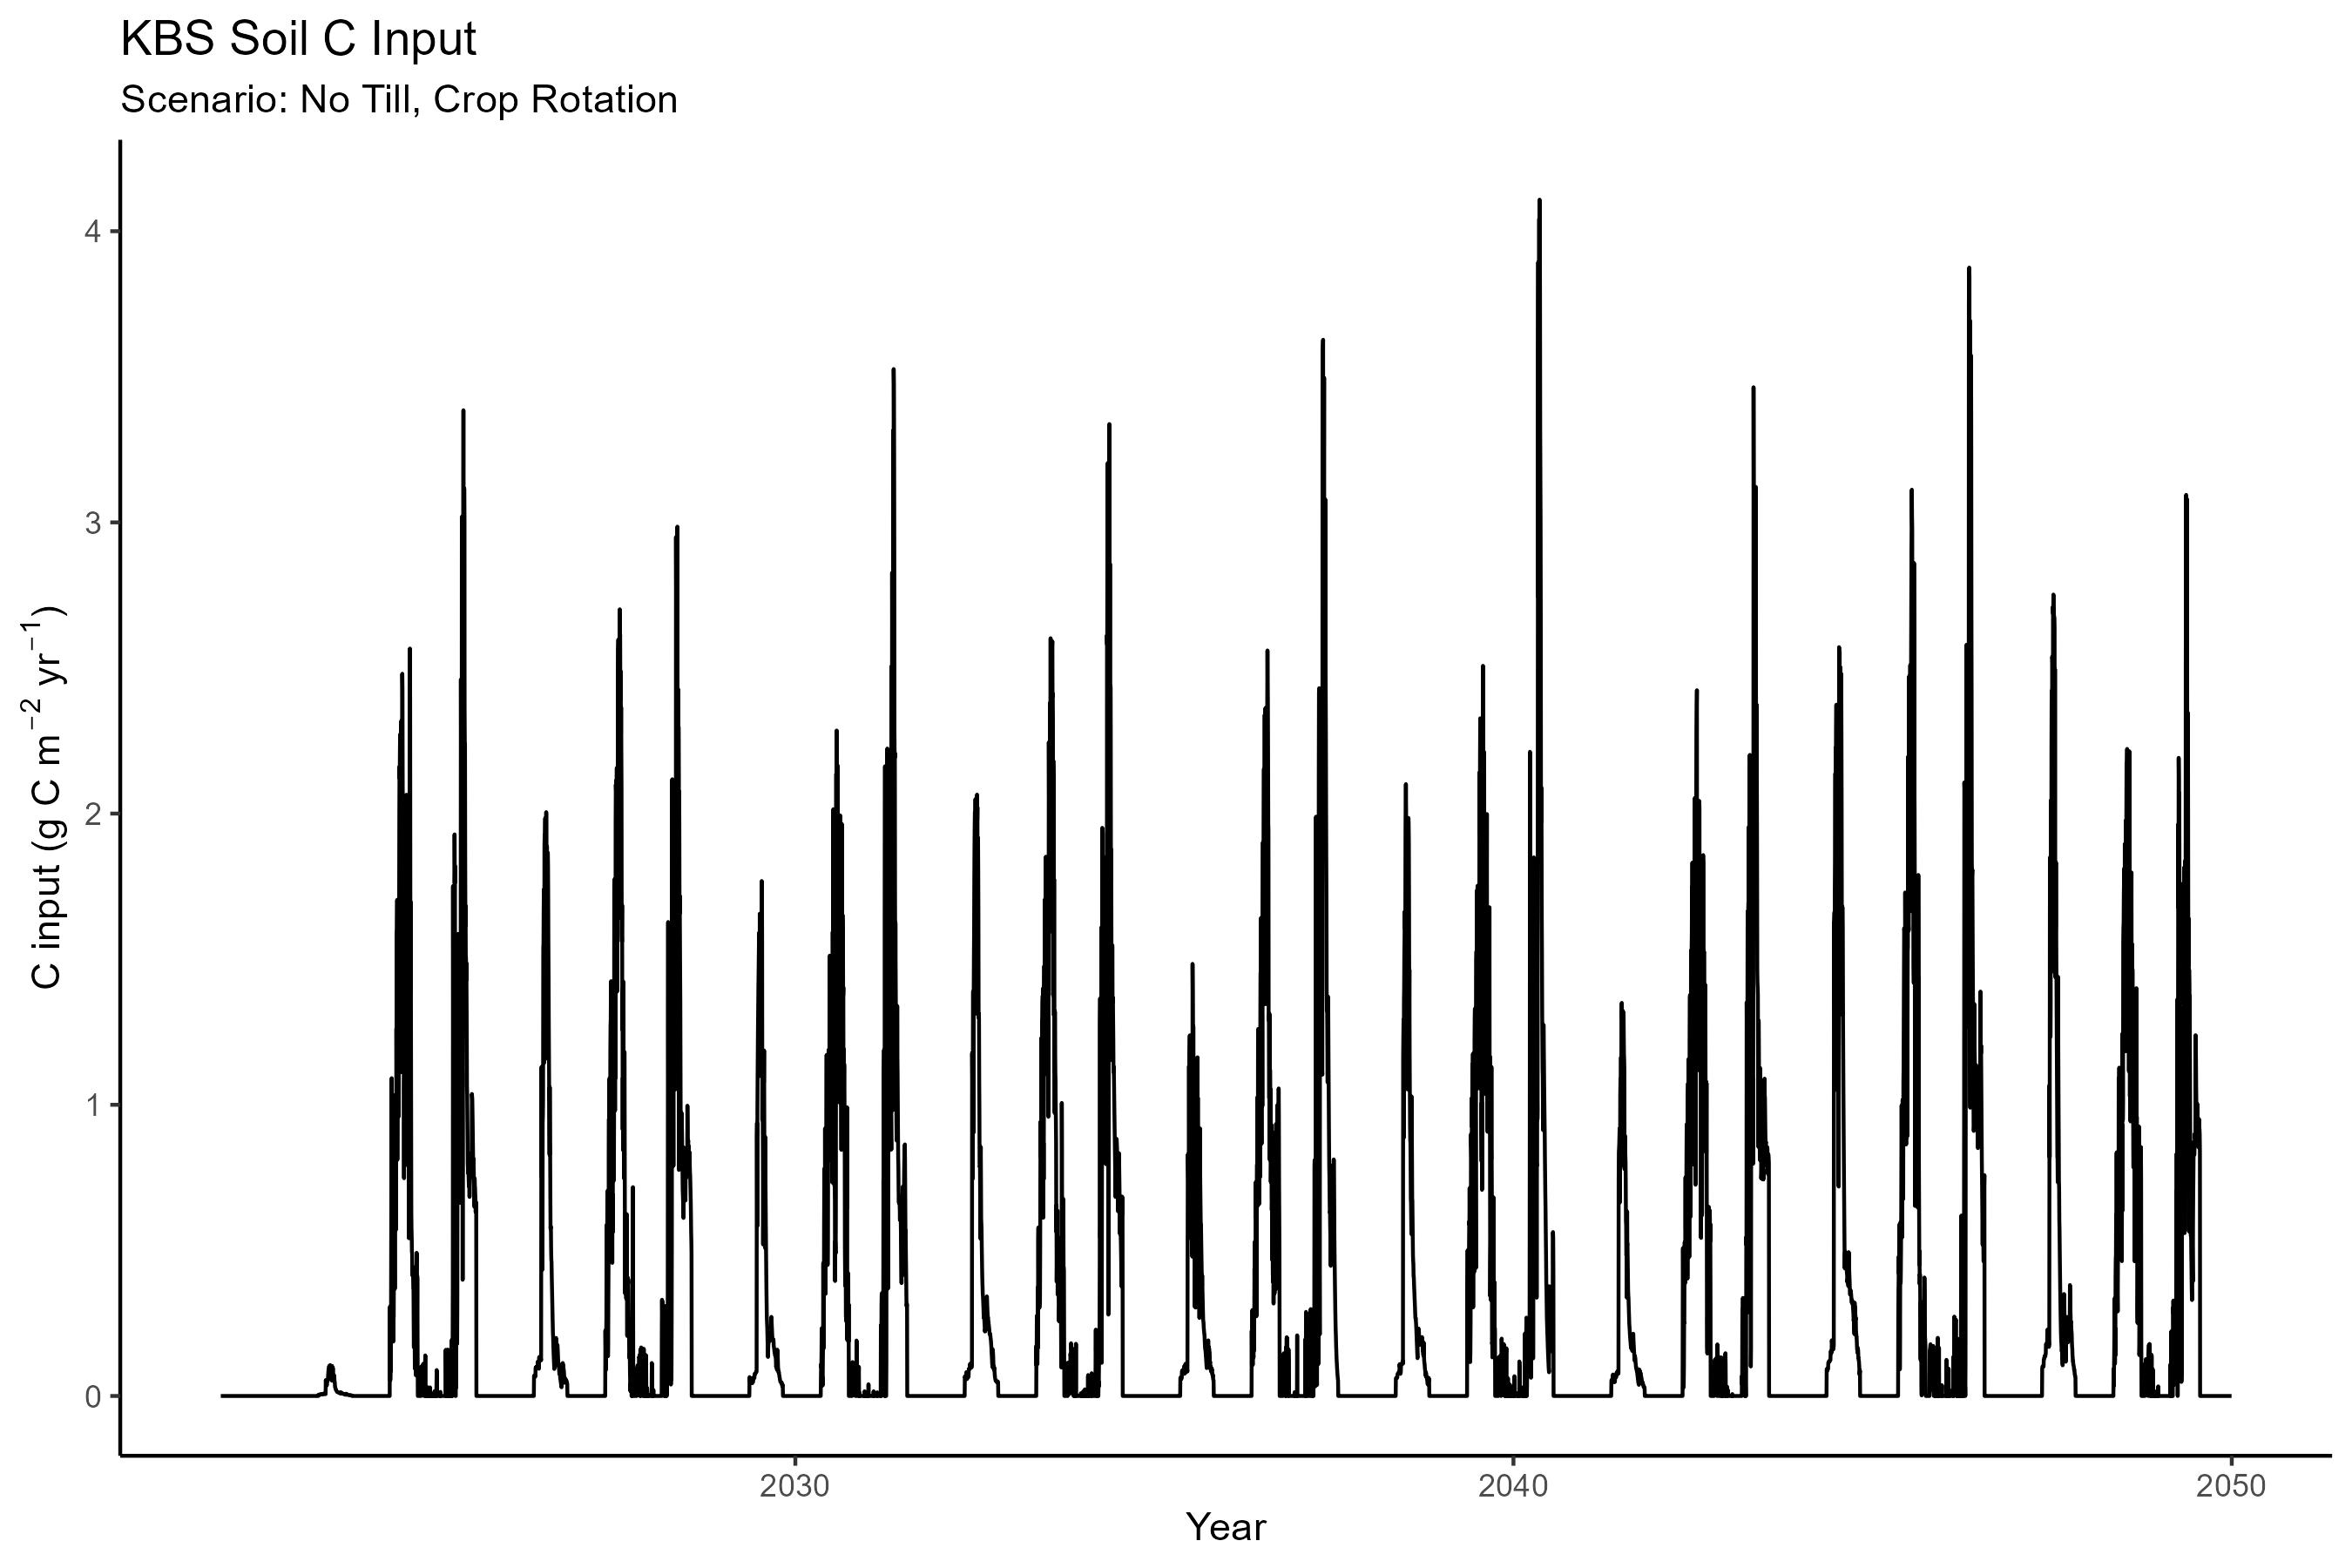 KBS Soil C Input
Scenario: No Till, Crop Rotation
4
3
2
1
0
C input (g C m⁻² yr⁻¹)
2030 2040 2050
Year